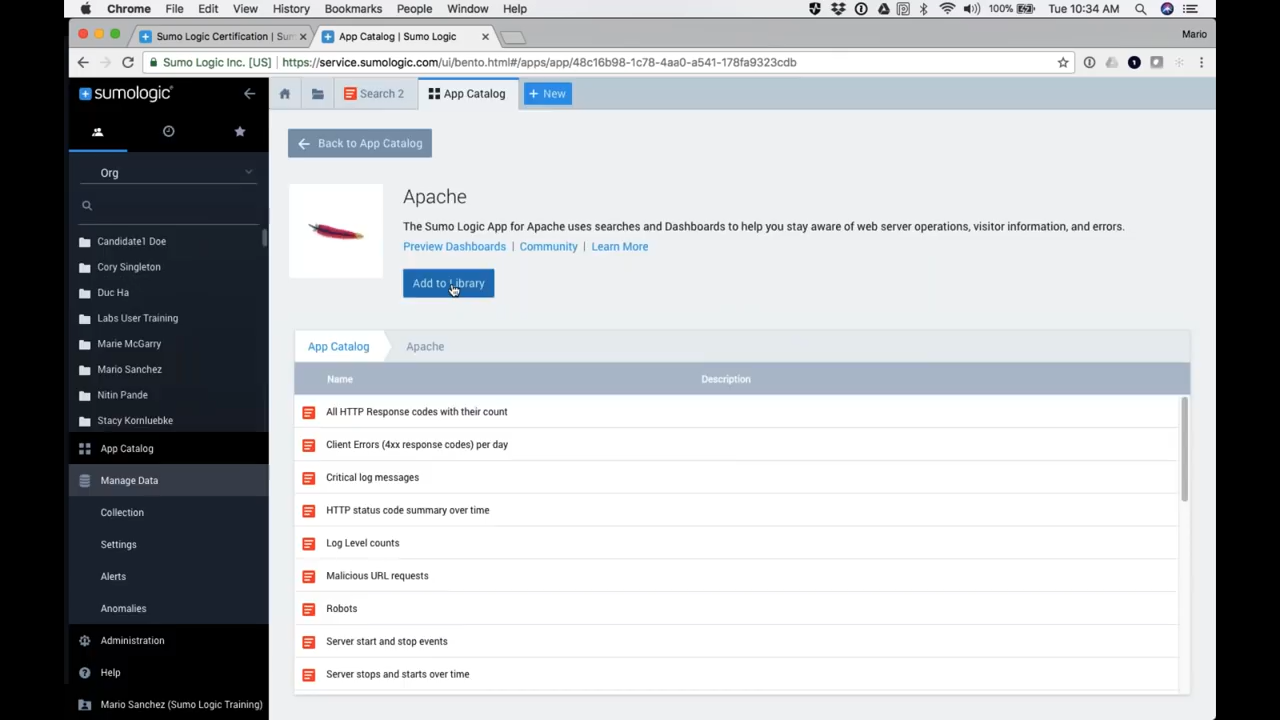 Chrome File Edit View History Bookmarks People Window Help 100% Tue 10:34 AM
Sumo Logic Certification | Sum App Catalog | Sumo Logic Mario
Sumo Logic Inc. [US] https://service.sumologic.com/ui/bento.html#/apps/app/48c16b98-1c78-4aa0-a541-178fa9323cdb
sumologic
Search 2 App Catalog + New
Org
Candidate1 Doe
Cory Singleton
Duc Ha
Labs User Training
Marie McGarry
Mario Sanchez
Nitin Pande
Stacy Kornluebke
App Catalog
Manage Data
Collection
Settings
Alerts
Anomalies
Administration
Help
Mario Sanchez (Sumo Logic Training)
Back to App Catalog
Apache
The Sumo Logic App for Apache uses searches and Dashboards to help you stay aware of web server operations, visitor information, and errors.
Preview Dashboards | Community | Learn More
Add to Library
App Catalog Apache
Name Description
All HTTP Response codes with their count
Client Errors (4xx response codes) per day
Critical log messages
HTTP status code summary over time
Log Level counts
Malicious URL requests
Robots
Server start and stop events
Server stops and starts over time